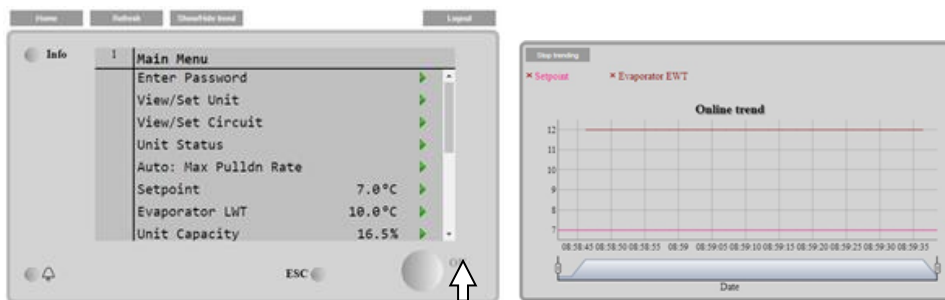 Home Refresh Show/Hide trend Logout
Info
1 Main Menu
Enter Password
View/Set Unit
View/Set Circuit
Unit Status
Auto: Max Pulldn Rate
Setpoint 7.0°C
Evaporator LWT 10.0°C
Unit Capacity 16.5%
ESC
Stop trending
Setpoint Evaporator EWT
Online trend
12
11
10
9
8
7
08:58:45 08:58:50 08:58:55 08:59 08:59:05 08:59:10 08:59:15 08:59:20 08:59:25 08:59:30 08:59:35
Date